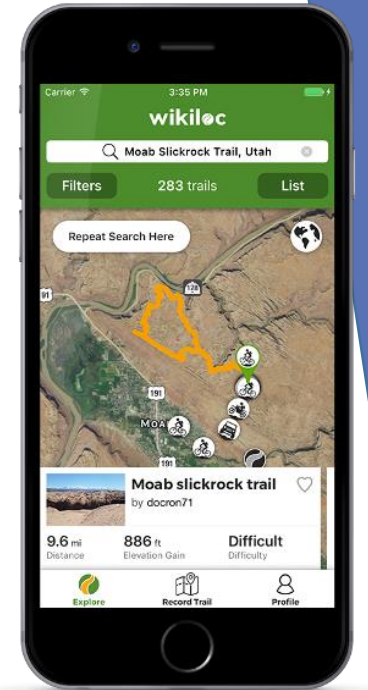 Carrier 3:35 PM
wikiloc
Moab Slickrock Trail, Utah
Filters 283 trails List
Repeat Search Here
128
91
191
MOA
191
Moab slickrock trail
by docron71
9.6 mi 886 ft Difficult
Distance Elevation Gain Difficulty
Explore Record Trail Profile